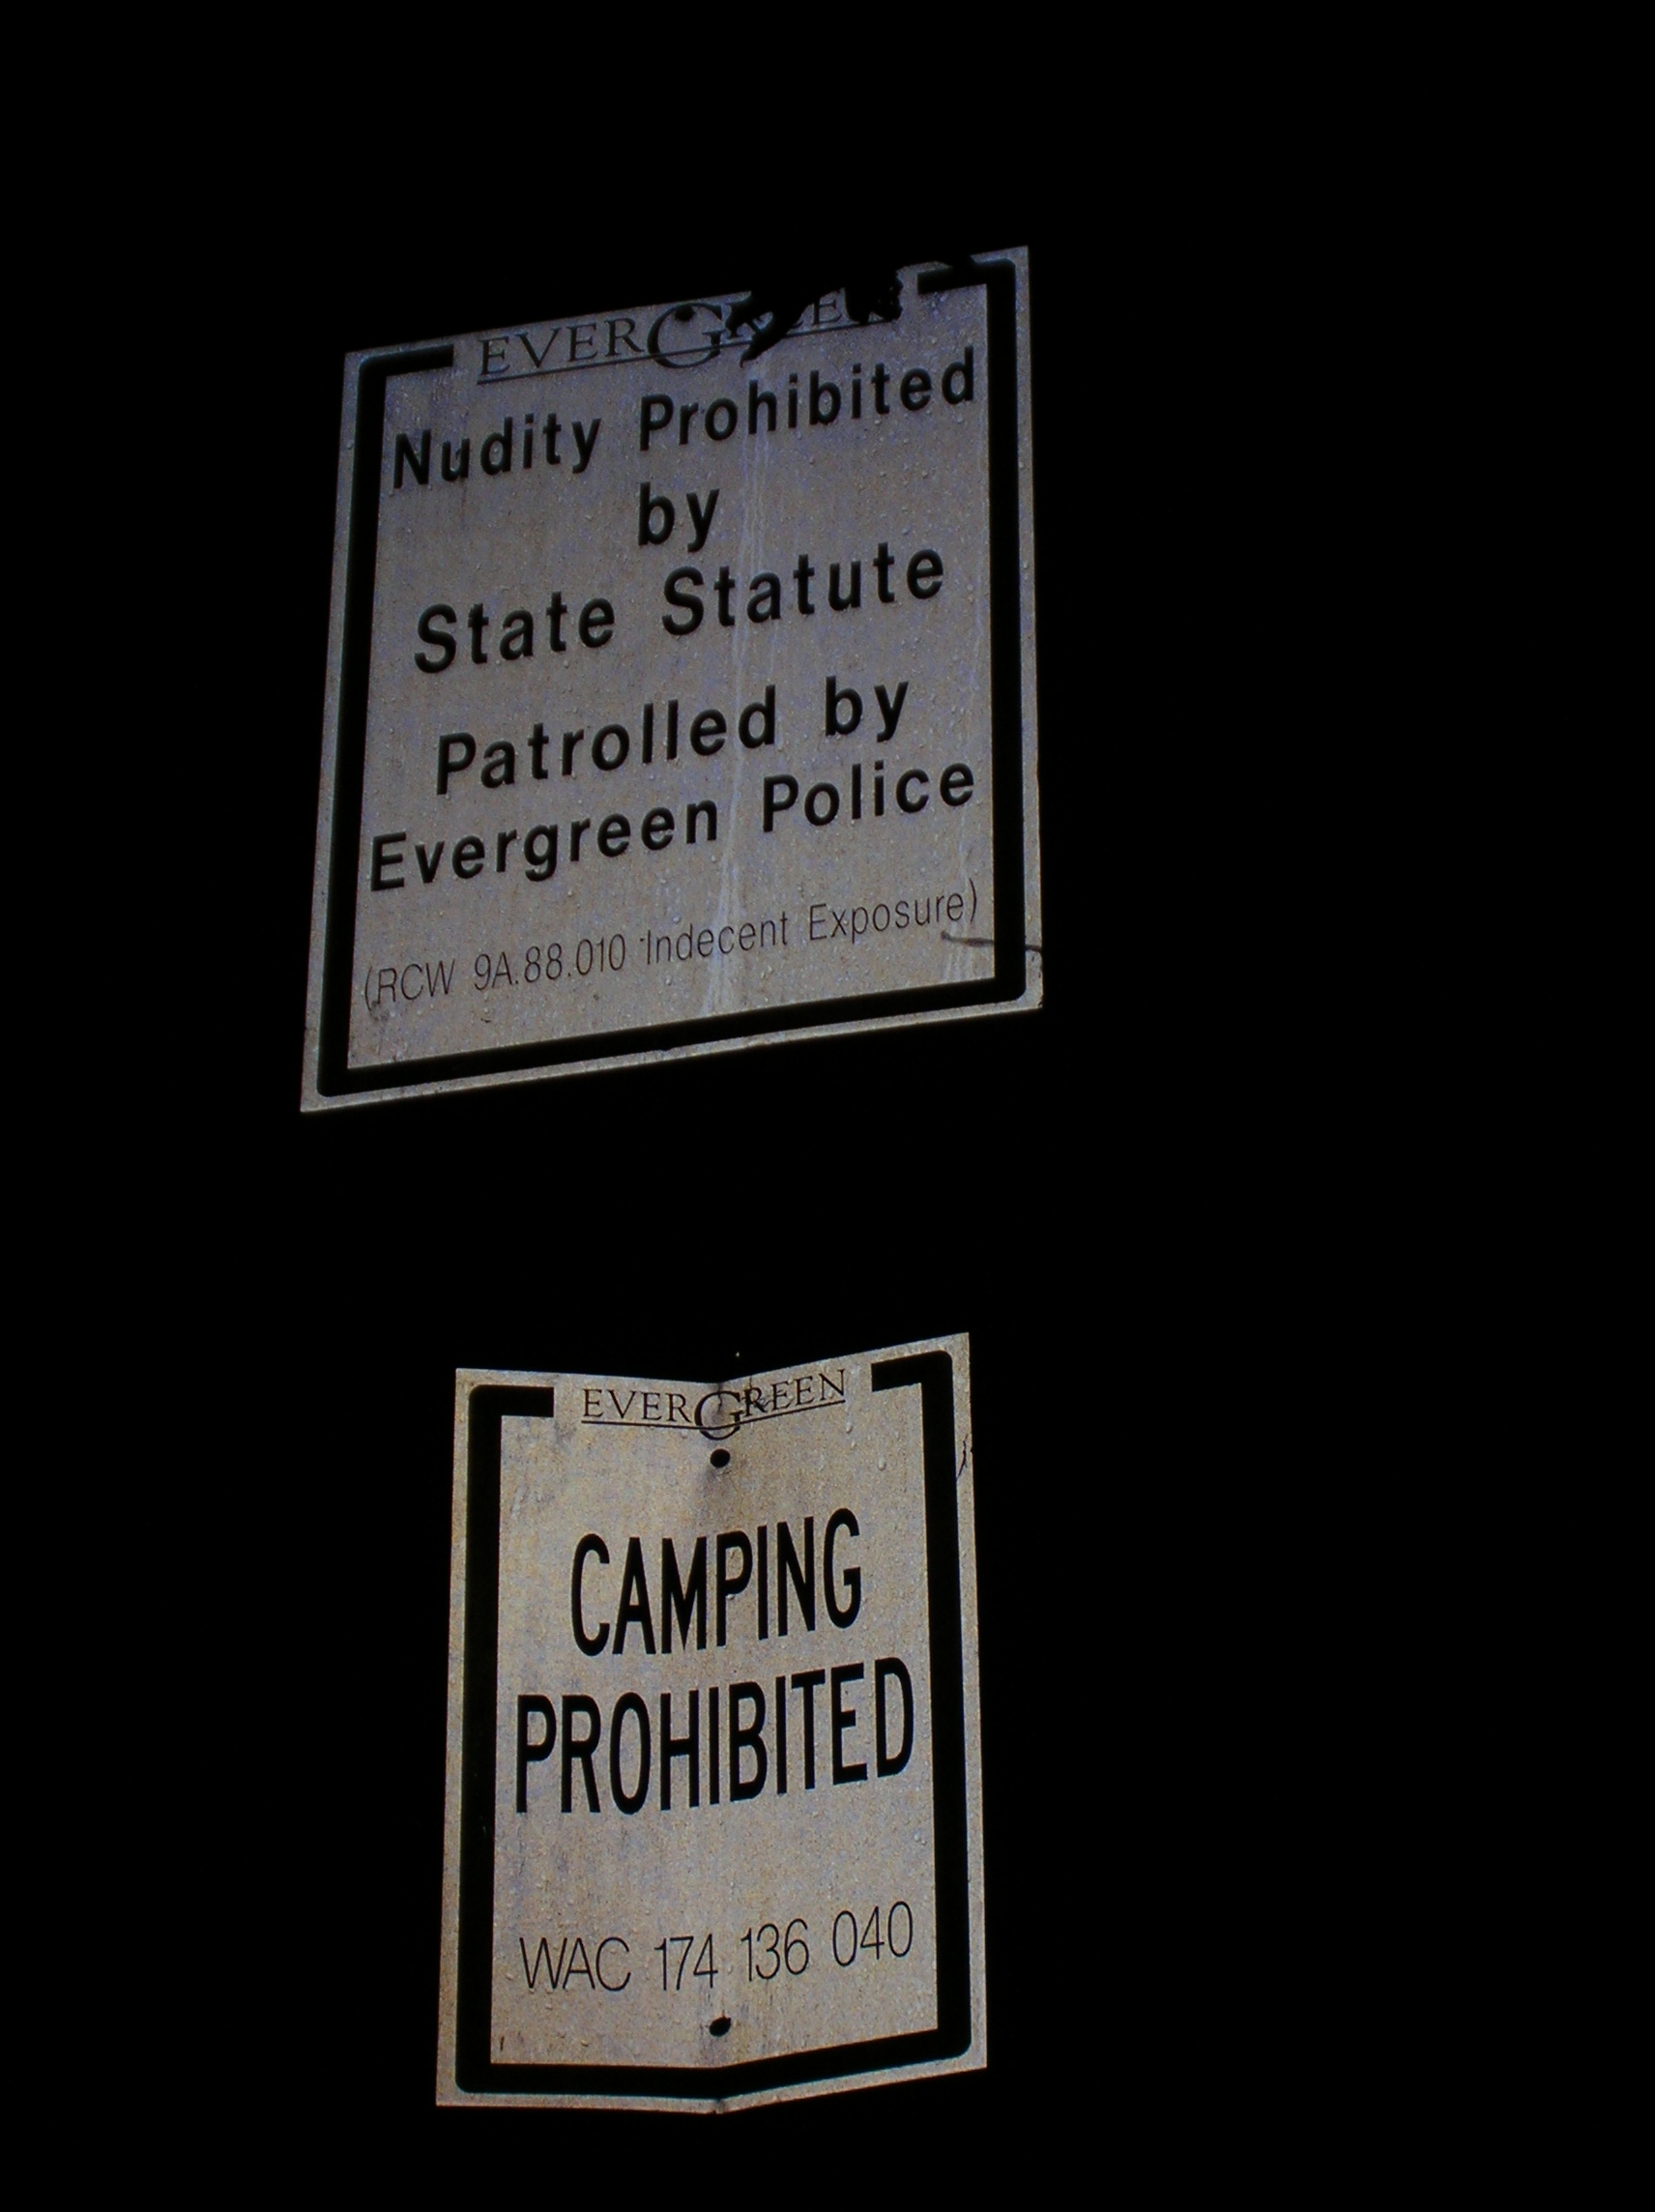 EVERGREEN
Nudity Prohibited
by
State Statute
Patrolled by
Evergreen Police
(RCW 9A.88.010 Indecent Exposure)
EVERGREEN
CAMPING
PROHIBITED
WAC 174 136 040